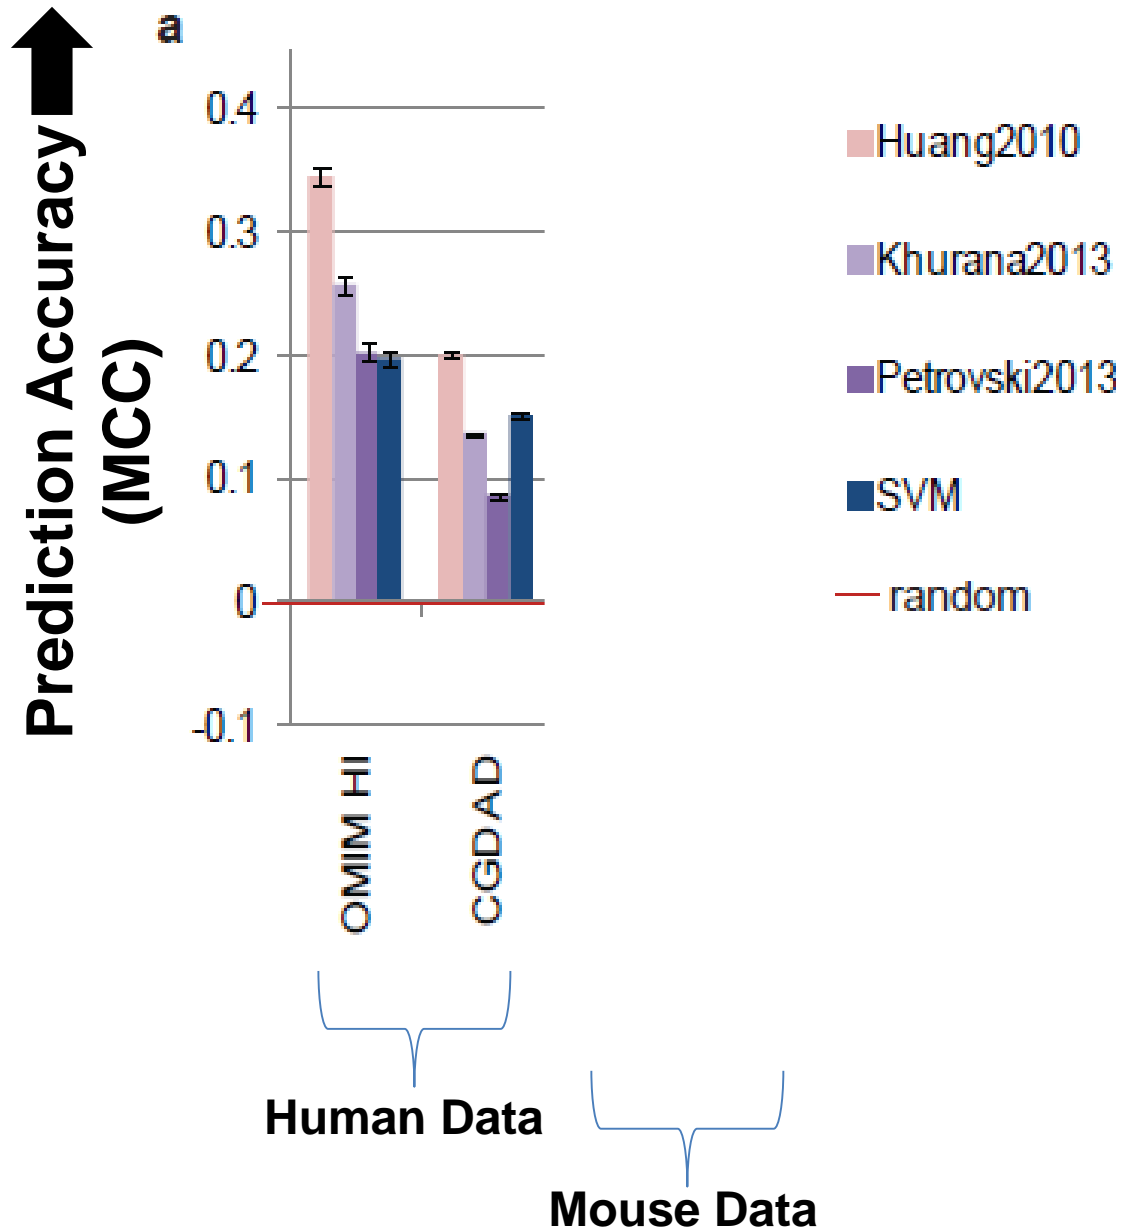 a
Prediction Accuracy
(MCC)
0.4
0.3
0.2
0.1
0
-0.1
OMIM HI
CGD AD
Huang2010
Khurana2013
Petrovski2013
SVM
random
Human Data
Mouse Data